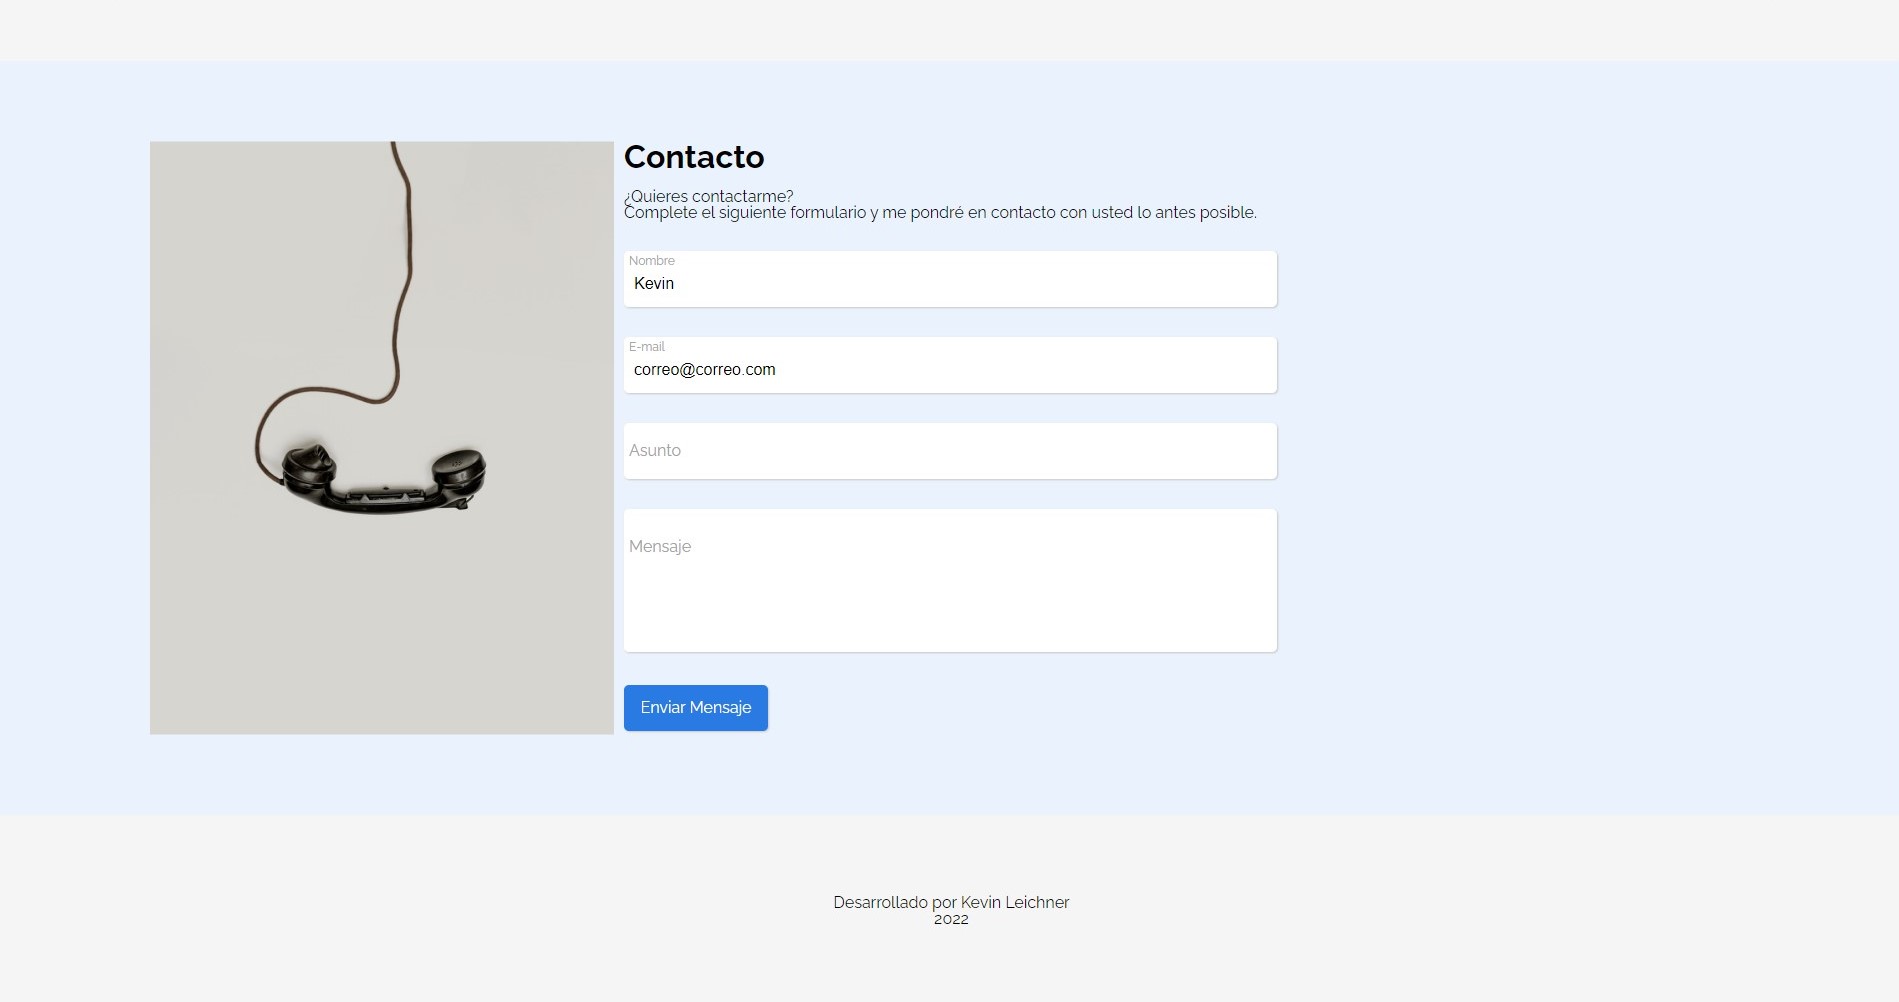 Contacto
¿Quieres contactarme?
Complete el siguiente formulario y me pondré en contacto con usted lo antes posible.
Nombre
Kevin
E-mail
correo@correo.com
Asunto
Mensaje
Enviar Mensaje
Desarrollado por Kevin Leichner
2022